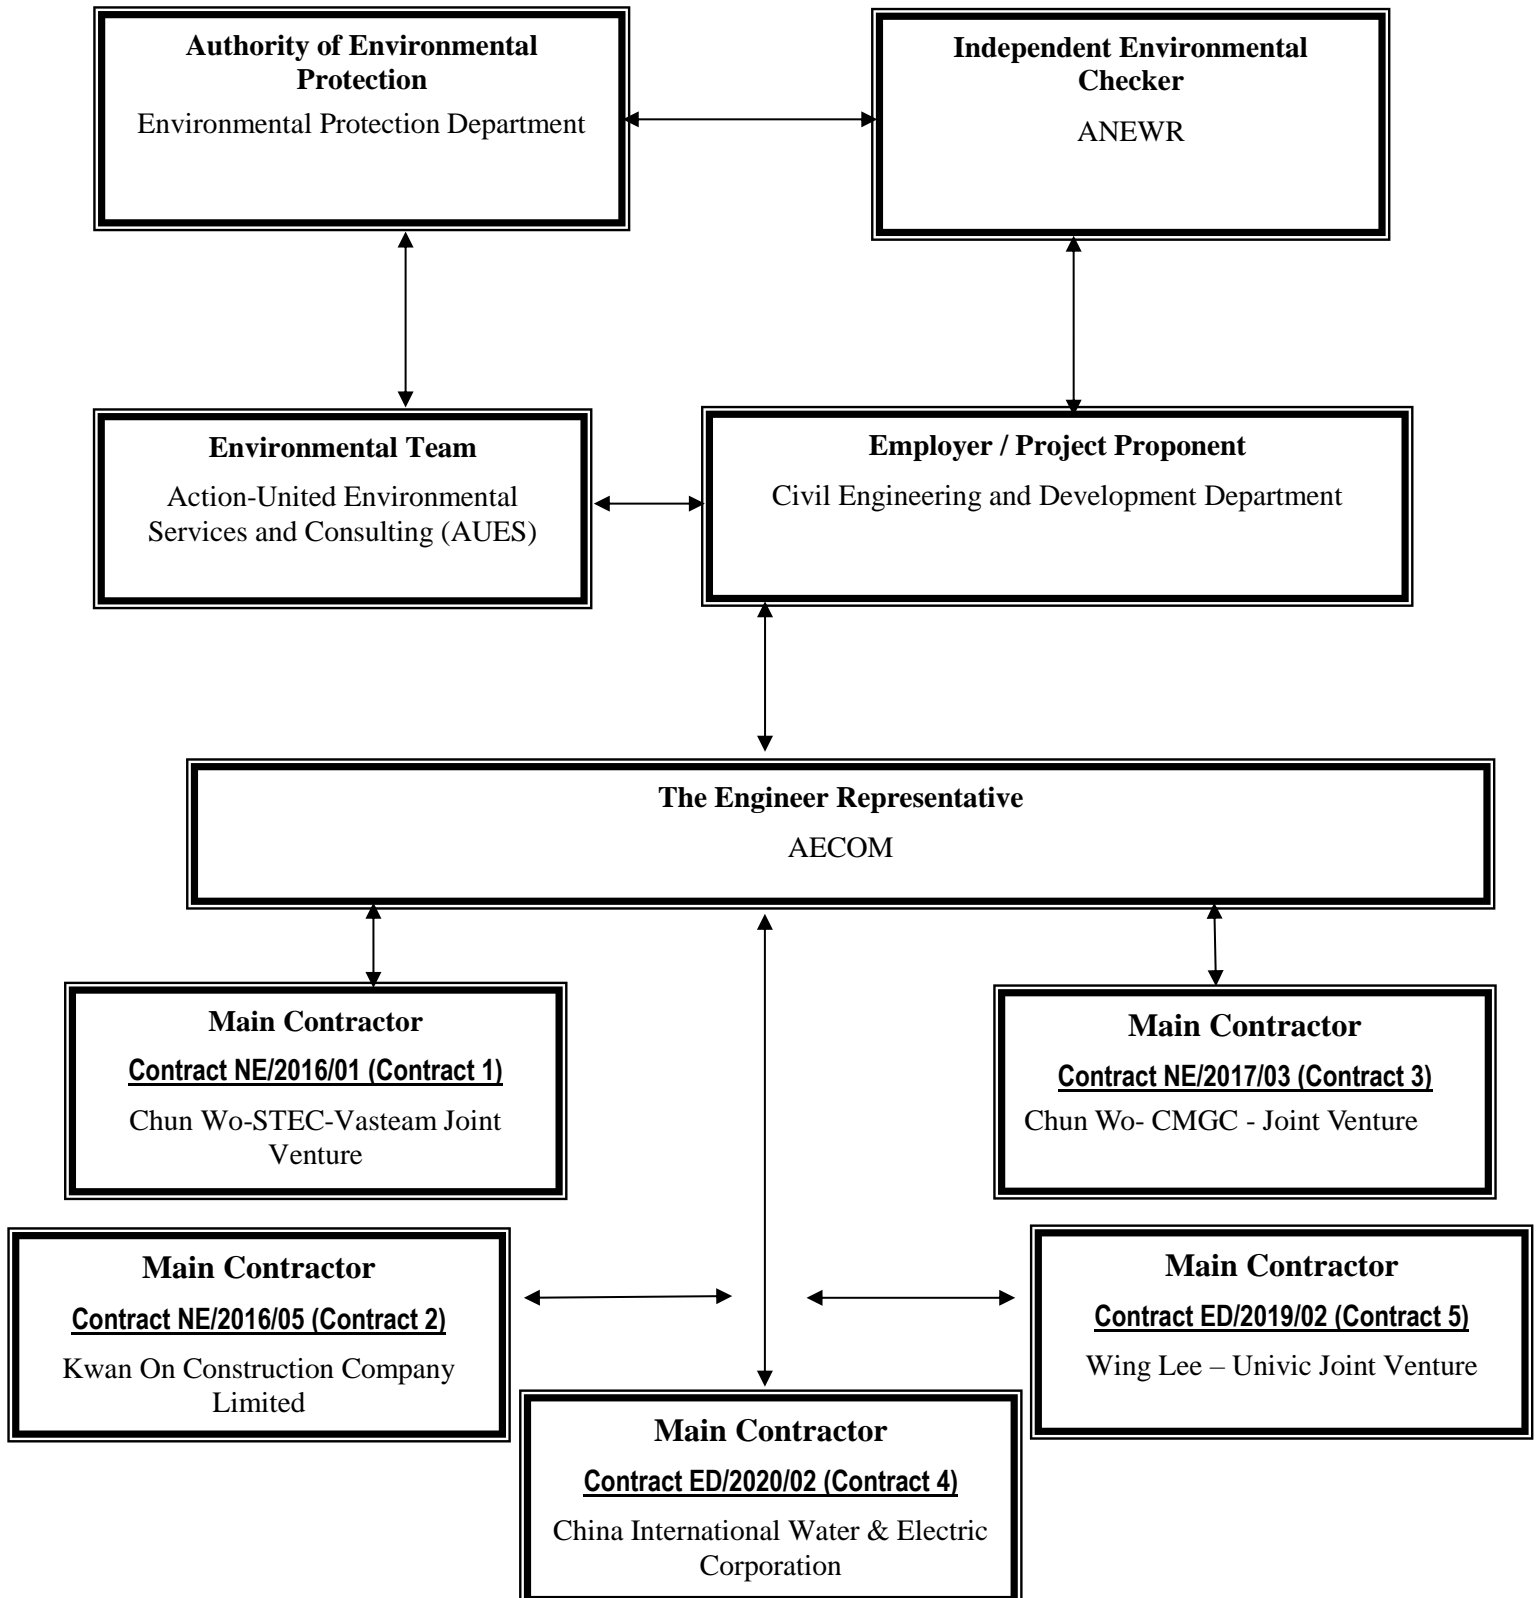 Authority of Environmental
Protection
Environmental Protection Department
Independent Environmental
Checker
ANEWR
Environmental Team
Action-United Environmental
Services and Consulting (AUES)
Employer / Project Proponent
Civil Engineering and Development Department
The Engineer Representative
AECOM
Main Contractor
Contract NE/2016/01 (Contract 1)
Chun Wo-STEC-Vasteam Joint
Venture
Main Contractor
Contract NE/2017/03 (Contract 3)
Chun Wo- CMGC - Joint Venture
Main Contractor
Contract NE/2016/05 (Contract 2)
Kwan On Construction Company
Limited
Main Contractor
Contract ED/2019/02 (Contract 5)
Wing Lee – Univic Joint Venture
Main Contractor
Contract ED/2020/02 (Contract 4)
China International Water & Electric
Corporation